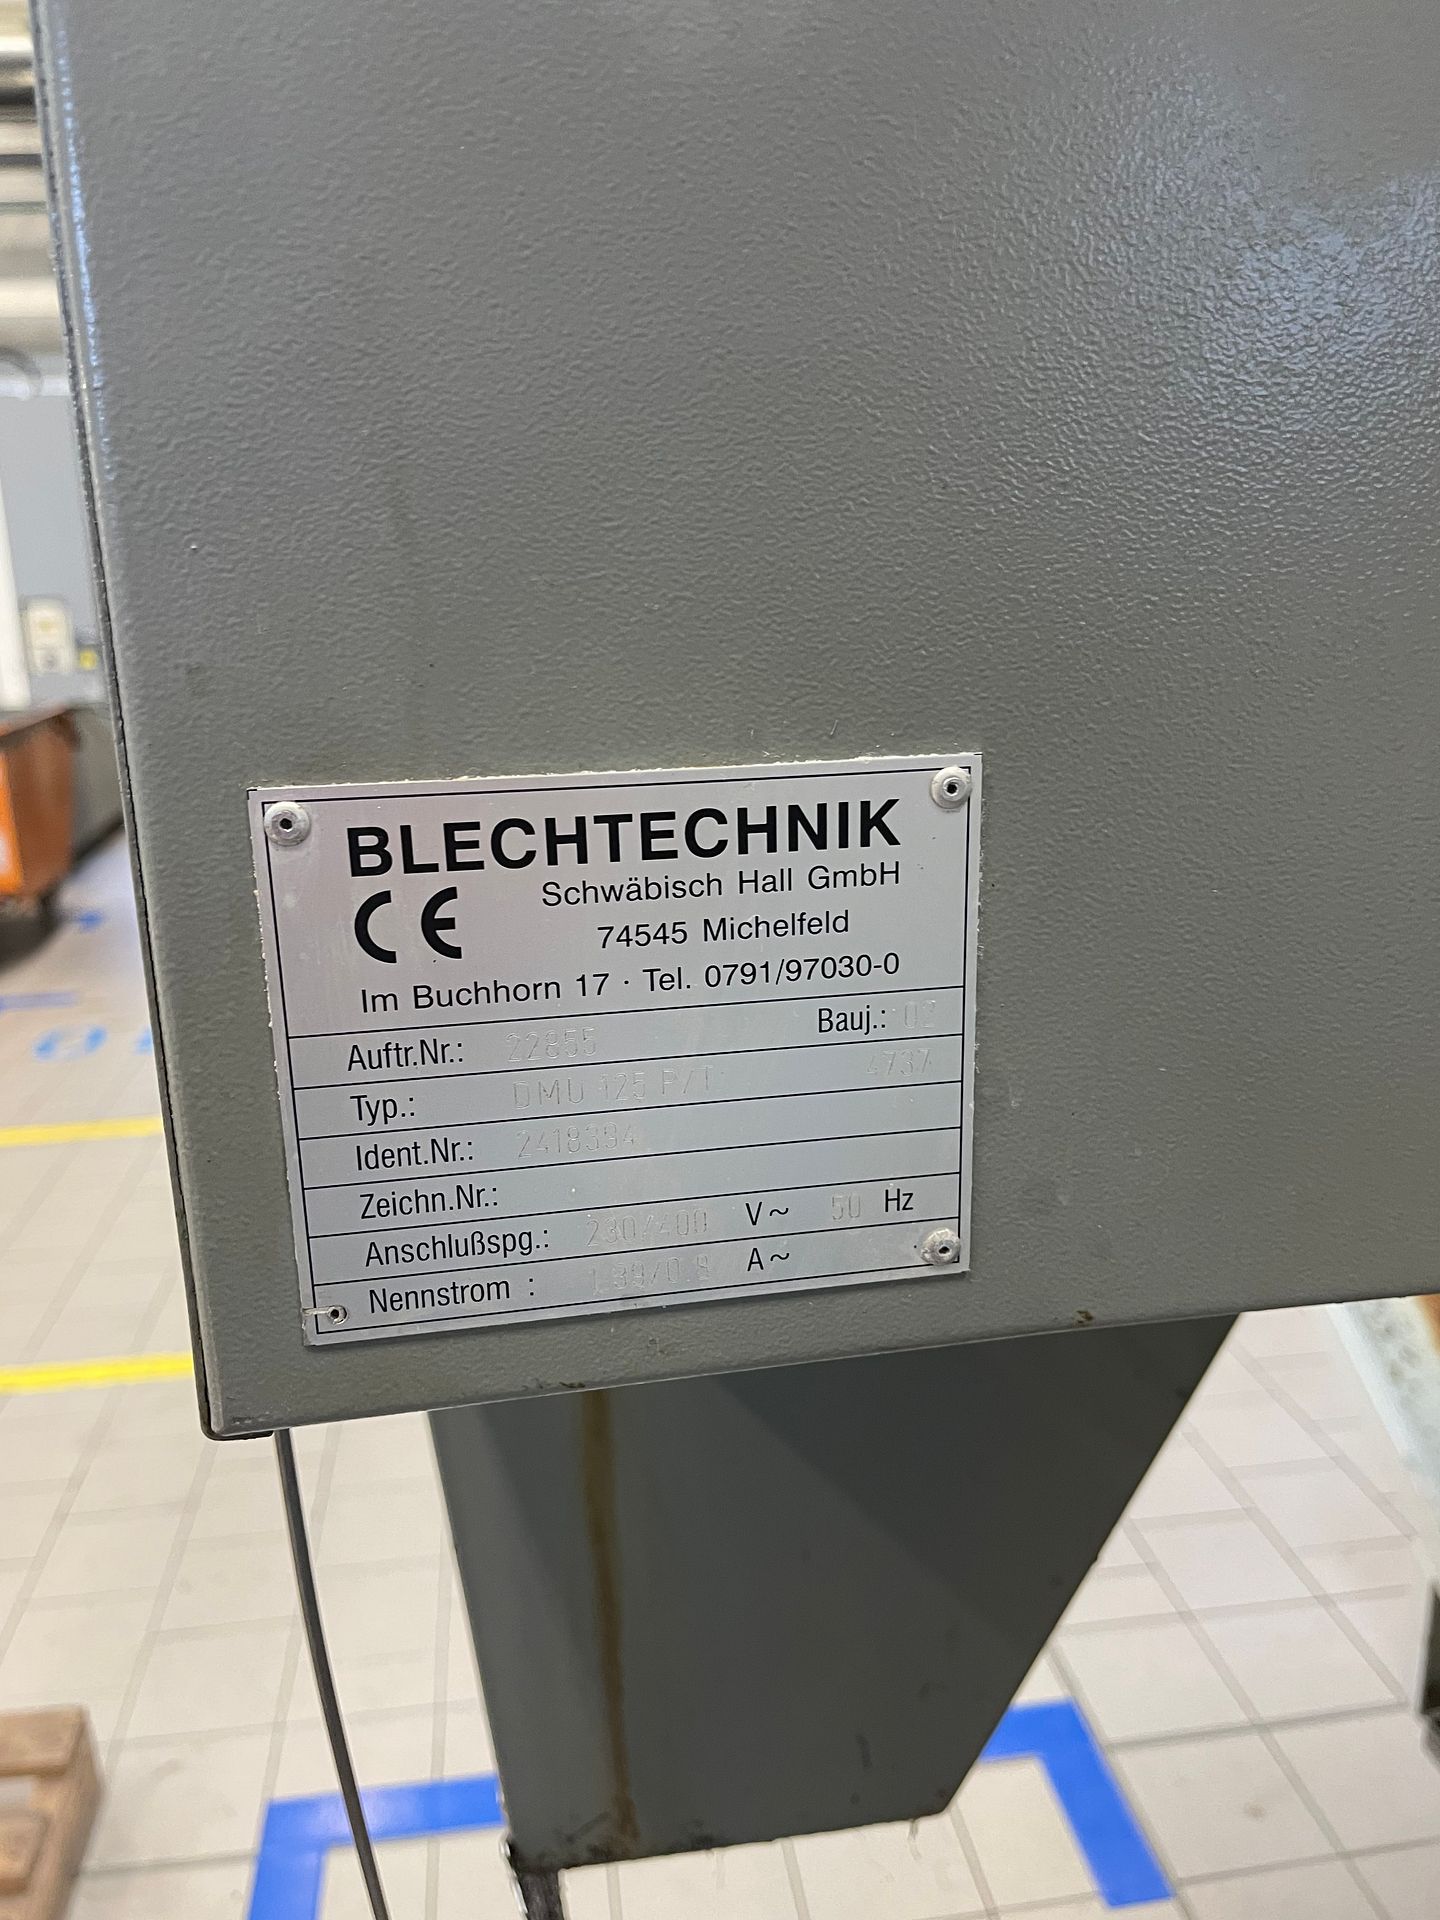 BLECHTECHNIK
CE Schwäbisch Hall GmbH
74545 Michelfeld
Im Buchhorn 17 · Tel. 0791/97030-0
Auftr.Nr.: 22855 Bauj.: 02
Typ.: DMU 125 P/T 4737
Ident.Nr.: 2418394
Zeichn.Nr.:
Anschlußspg.: 230/400 V~ 50 Hz
Nennstrom : A~